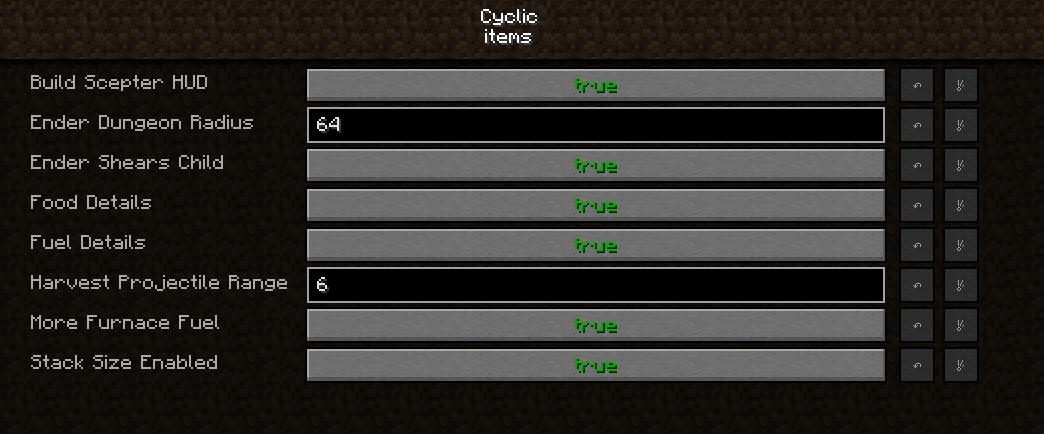 Cyclic
items
Build Scepter HUD true
Ender Dungeon Radius 64
Ender Shears Child true
Food Details true
Fuel Details true
Harvest Projectile Range 6
More Furnace Fuel true
Stack Size Enabled true